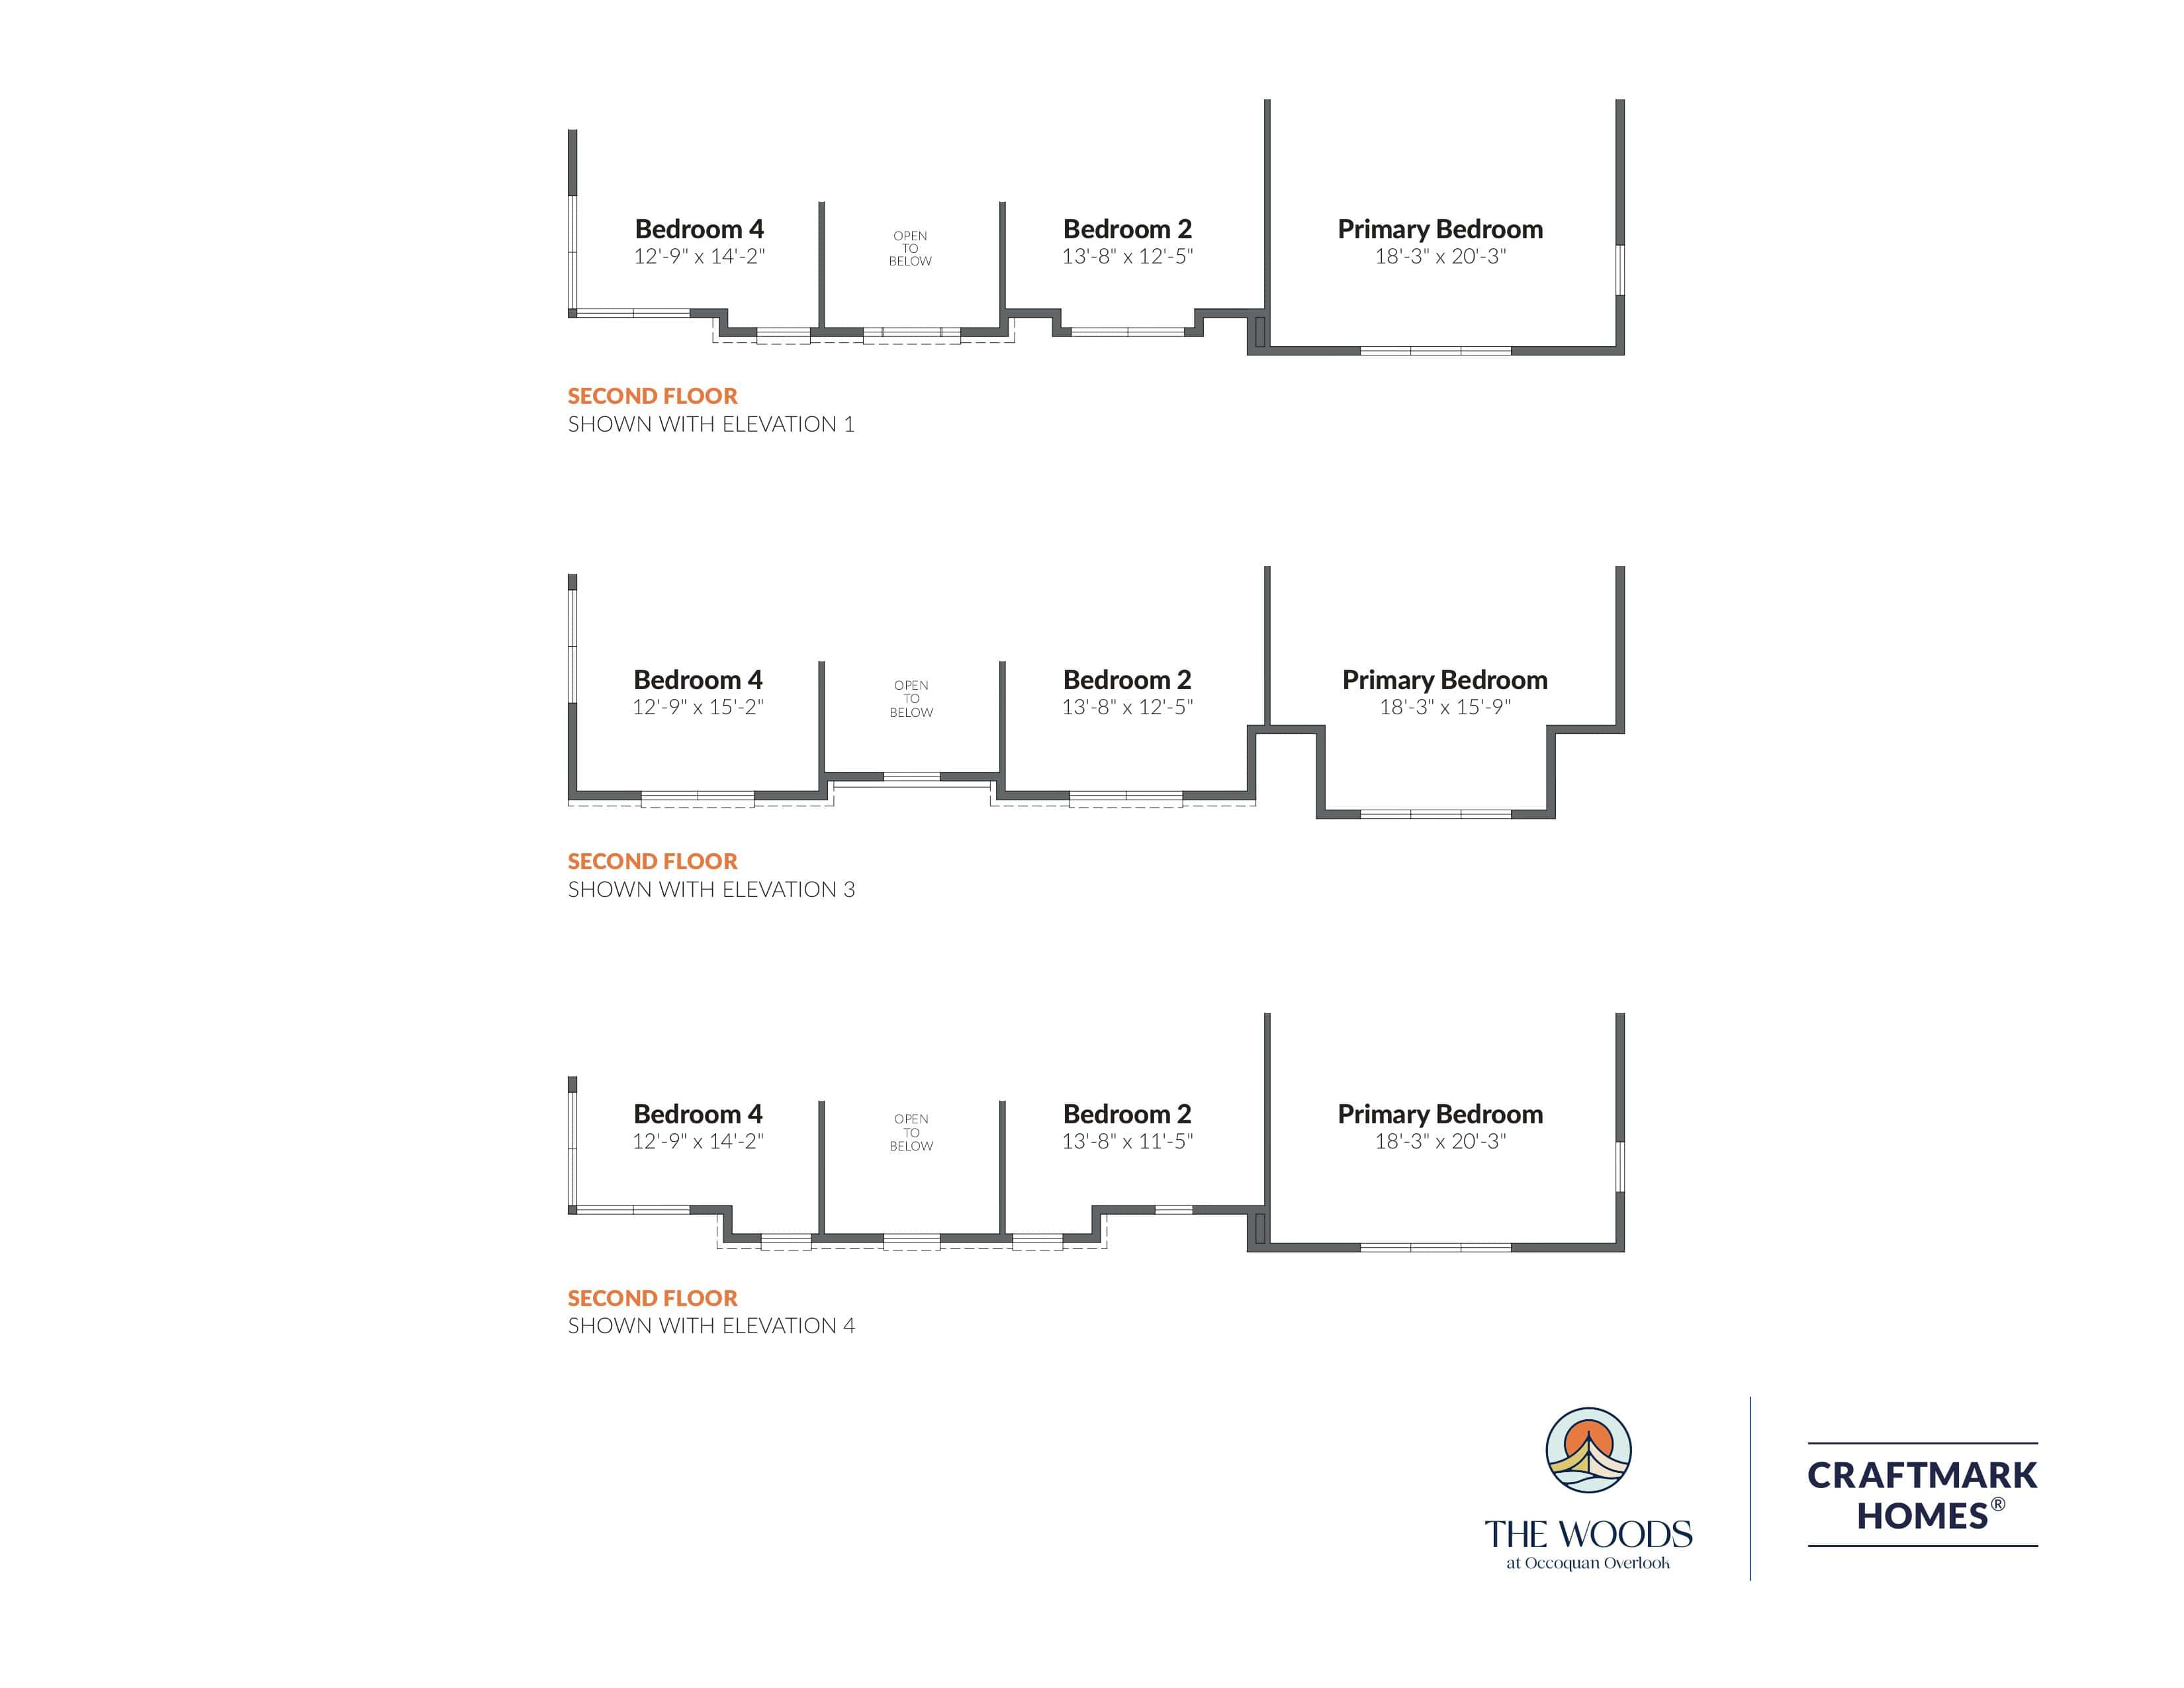 Bedroom 4
12'-9" x 14'-2"
OPEN
TO
BELOW
Bedroom 2
13'-8" x 12'-5"
Primary Bedroom
18'-3" x 20'-3"
SECOND FLOOR
SHOWN WITH ELEVATION 1
Bedroom 4
12'-9" x 15'-2"
OPEN
TO
BELOW
Bedroom 2
13'-8" x 12'-5"
Primary Bedroom
18'-3" x 15'-9"
SECOND FLOOR
SHOWN WITH ELEVATION 3
Bedroom 4
12'-9" x 14'-2"
OPEN
TO
BELOW
Bedroom 2
13'-8" x 11'-5"
Primary Bedroom
18'-3" x 20'-3"
SECOND FLOOR
SHOWN WITH ELEVATION 4
THE WOODS
at Occoquan Overlook
CRAFTMARK
HOMES®